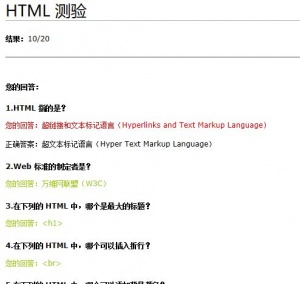 HTML 测验
结果：10/20
您的回答：
1.HTML 指的是？
您的回答：超链接和文本标记语言（Hyperlinks and Text Markup Language）
正确答案：超文本标记语言（Hyper Text Markup Language）
2.Web 标准的制定者是？
您的回答：万维网联盟（W3C）
3.在下列的 HTML 中，哪个是最大的标题？
您的回答：<h1>
4.在下列的 HTML 中，哪个可以插入折行？
您的回答：<br>